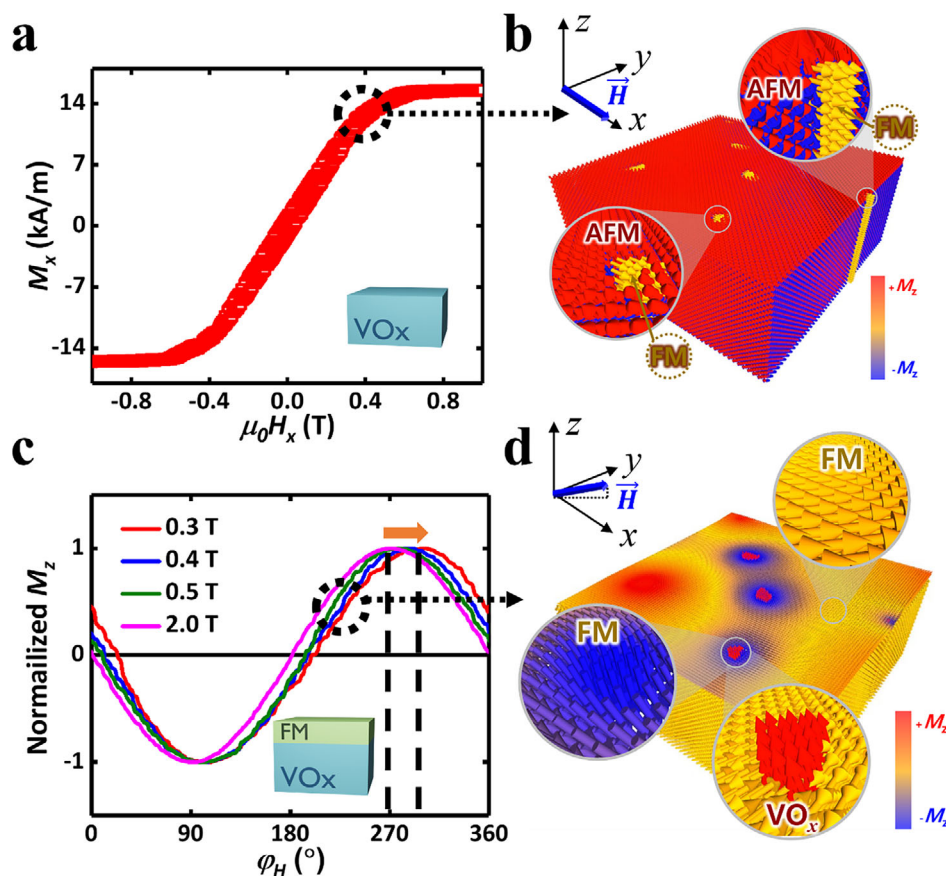 a
14
7
0
-7
-14
Mx (kA/m)
-0.8 -0.4 0.0 0.4 0.8
μ0Hx (T)
VOx
b
z
y
H
x
AFM
FM
AFM
FM
+Mz
-Mz
c
0.3 T
0.4 T
0.5 T
2.0 T
1
0
-1
Normailized Mz
0 90 180 270 360
φH (°)
FM
VOx
d
z
y
H
x
FM
FM
VOx
+Mz
-Mz